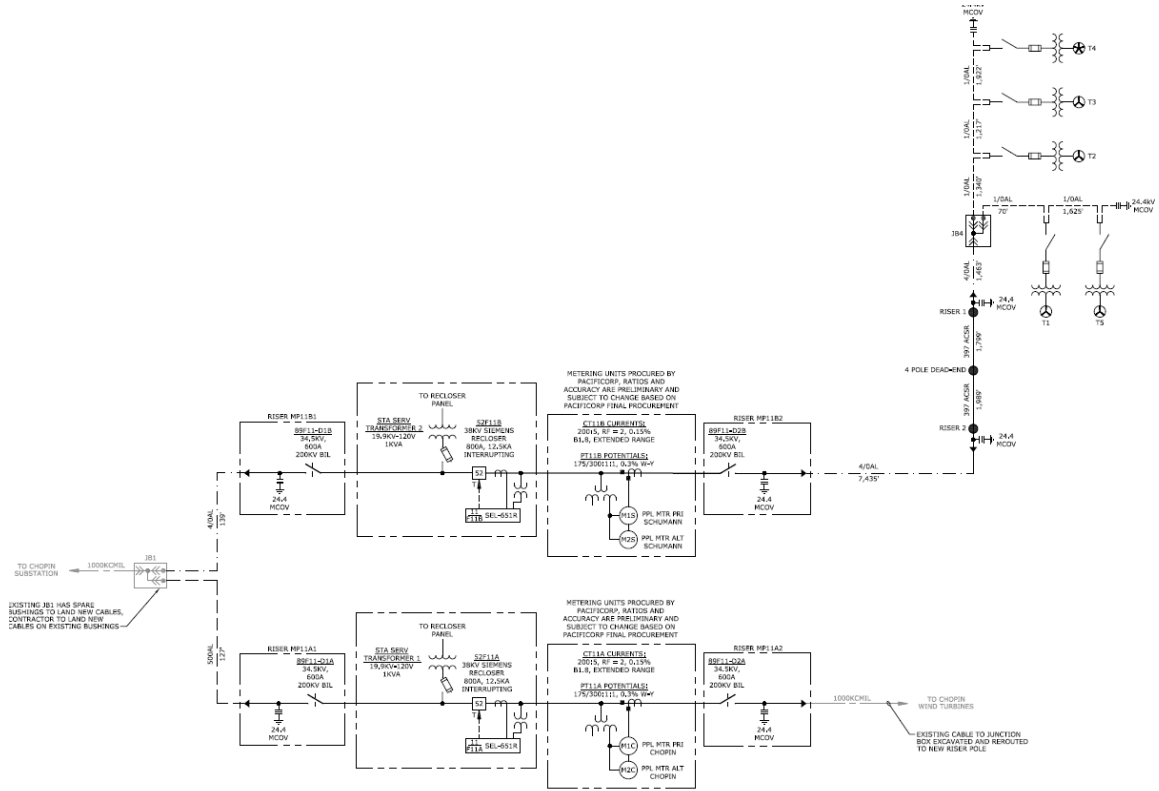 MCOV
T4
1/0AL
1,922'
T3
1/0AL
1,217'
T2
1/0AL
1,340'
1/0AL
70'
1/0AL
1,625'
24.4kV
MCOV
JB4
4/0AL
1,463'
T1
T5
24.4
MCOV
RISER 1
397 ACSR
1,799'
4 POLE DEAD-END
397 ACSR
1,989'
RISER 2
24.4
MCOV
4/0AL
7,435'
RISER MP11B1
89F11-D1B
34.5KV,
600A
200KV BIL
24.4
MCOV
TO RECLOSER
PANEL
STA SERV
TRANSFORMER 2
19.9KV-120V
1KVA
52F11B
38KV SIEMENS
RECLOSER
800A, 12.5KA
INTERRUPTING
52
T
11
F11B
SEL-651R
METERING UNITS PROCURED BY
PACIFICORP, RATIOS AND
ACCURACY ARE PRELIMINARY AND
SUBJECT TO CHANGE BASED ON
PACIFICORP FINAL PROCUREMENT
CT11B CURRENTS:
200:5, RF = 2, 0.15%
B1.8, EXTENDED RANGE
PT11B POTENTIALS:
175/300:1:1, 0.3% W-Y
M1S
PPL MTR PRI
SCHUMANN
M2S
PPL MTR ALT
SCHUMANN
RISER MP11B2
89F11-D2B
34.5KV,
600A
200KV BIL
24.4
MCOV
4/0AL
139'
TO CHOPIN
SUBSTATION
1000KCMIL
JB1
EXISTING JB1 HAS SPARE
BUSHINGS TO LAND NEW CABLES,
CONTRACTOR TO LAND NEW
CABLES ON EXISTING BUSHINGS
500AL
127'
RISER MP11A1
89F11-D1A
34.5KV,
600A
200KV BIL
24.4
MCOV
TO RECLOSER
PANEL
STA SERV
TRANSFORMER 1
19.9KV-120V
1KVA
52F11A
38KV SIEMENS
RECLOSER
800A, 12.5KA
INTERRUPTING
52
T
11
F11A
SEL-651R
METERING UNITS PROCURED BY
PACIFICORP, RATIOS AND
ACCURACY ARE PRELIMINARY AND
SUBJECT TO CHANGE BASED ON
PACIFICORP FINAL PROCUREMENT
CT11A CURRENTS:
200:5, RF = 2, 0.15%
B1.8, EXTENDED RANGE
PT11A POTENTIALS:
175/300:1:1, 0.3% W-Y
M1C
PPL MTR PRI
CHOPIN
M2C
PPL MTR ALT
CHOPIN
RISER MP11A2
89F11-D2A
34.5KV,
600A
200KV BIL
24.4
MCOV
1000KCMIL
TO CHOPIN
WIND TURBINES
EXISTING CABLE TO JUNCTION
BOX EXCAVATED AND REROUTED
TO NEW RISER POLE